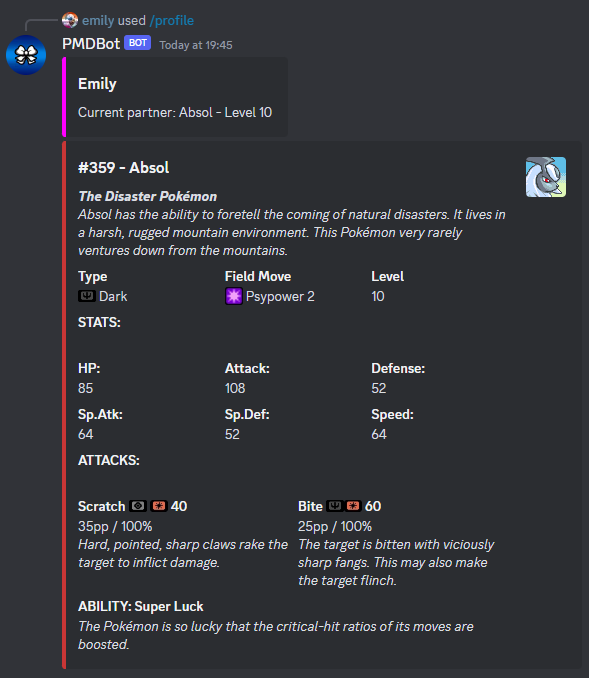 emily used /profile
PMDBot BOT Today at 19:45
Emily
Current partner: Absol - Level 10
#359 - Absol
The Disaster Pokémon
Absol has the ability to foretell the coming of natural disasters. It lives in
a harsh, rugged mountain environment. This Pokémon very rarely
ventures down from the mountains.
Type Field Move Level
Dark Psypower 2 10
STATS:
HP: Attack: Defense:
85 108 52
Sp.Atk: Sp.Def: Speed:
64 52 64
ATTACKS:
Scratch 40
35pp / 100%
Hard, pointed, sharp claws rake the
target to inflict damage.
Bite 60
25pp / 100%
The target is bitten with viciously
sharp fangs. This may also make
the target flinch.
ABILITY: Super Luck
The Pokémon is so lucky that the critical-hit ratios of its moves are
boosted.